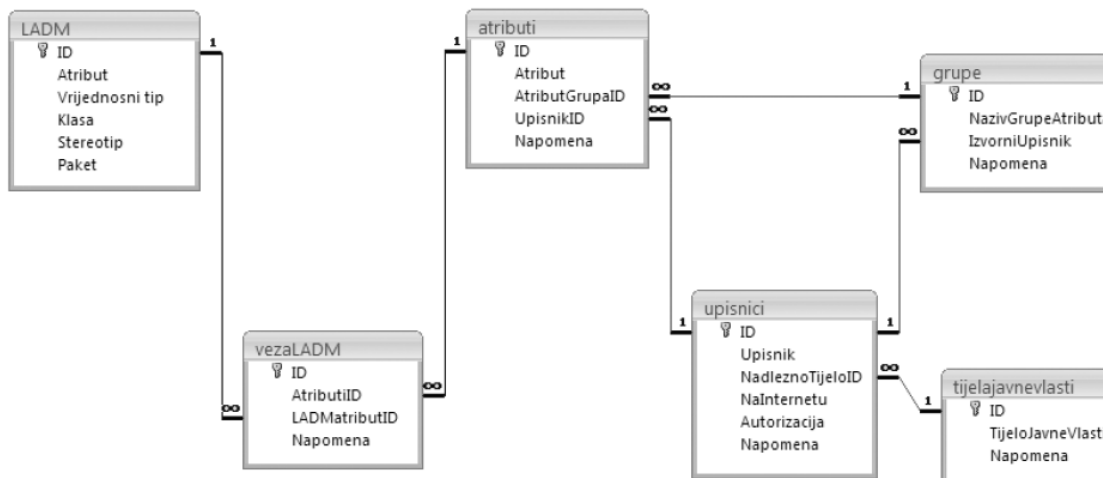 LADM
ID
Atribut
Vrijednosni tip
Klasa
Stereotip
Paket
1
∞
vezaLADM
ID
AtributiID
LADMatributID
Napomena
∞
1
atributi
ID
Atribut
AtributGrupaID
UpisnikID
Napomena
∞
∞
1
∞
grupe
ID
NazivGrupeAtribut
IzvorniUpisnik
Napomena
1
upisnici
ID
Upisnik
NadleznoTijeloID
NaInternetu
Autorizacija
Napomena
1
∞
1
tijelajavnevlasti
ID
TijeloJavneVlasti
Napomena